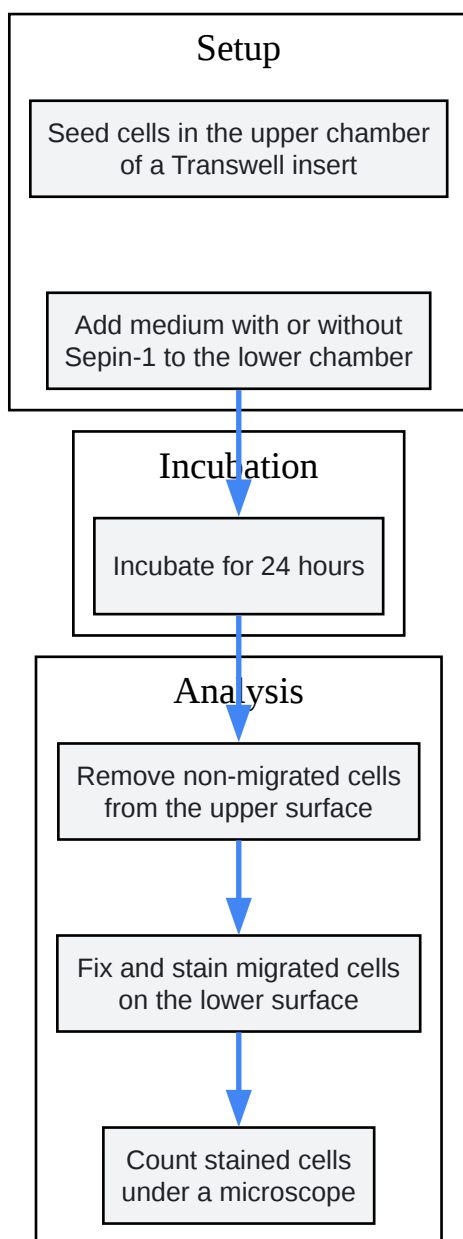 Setup
Seed cells in the upper chamber
of a Transwell insert
Add medium with or without
Sepin-1 to the lower chamber
Incubation
Incubate for 24 hours
Analysis
Remove non-migrated cells
from the upper surface
Fix and stain migrated cells
on the lower surface
Count stained cells
under a microscope